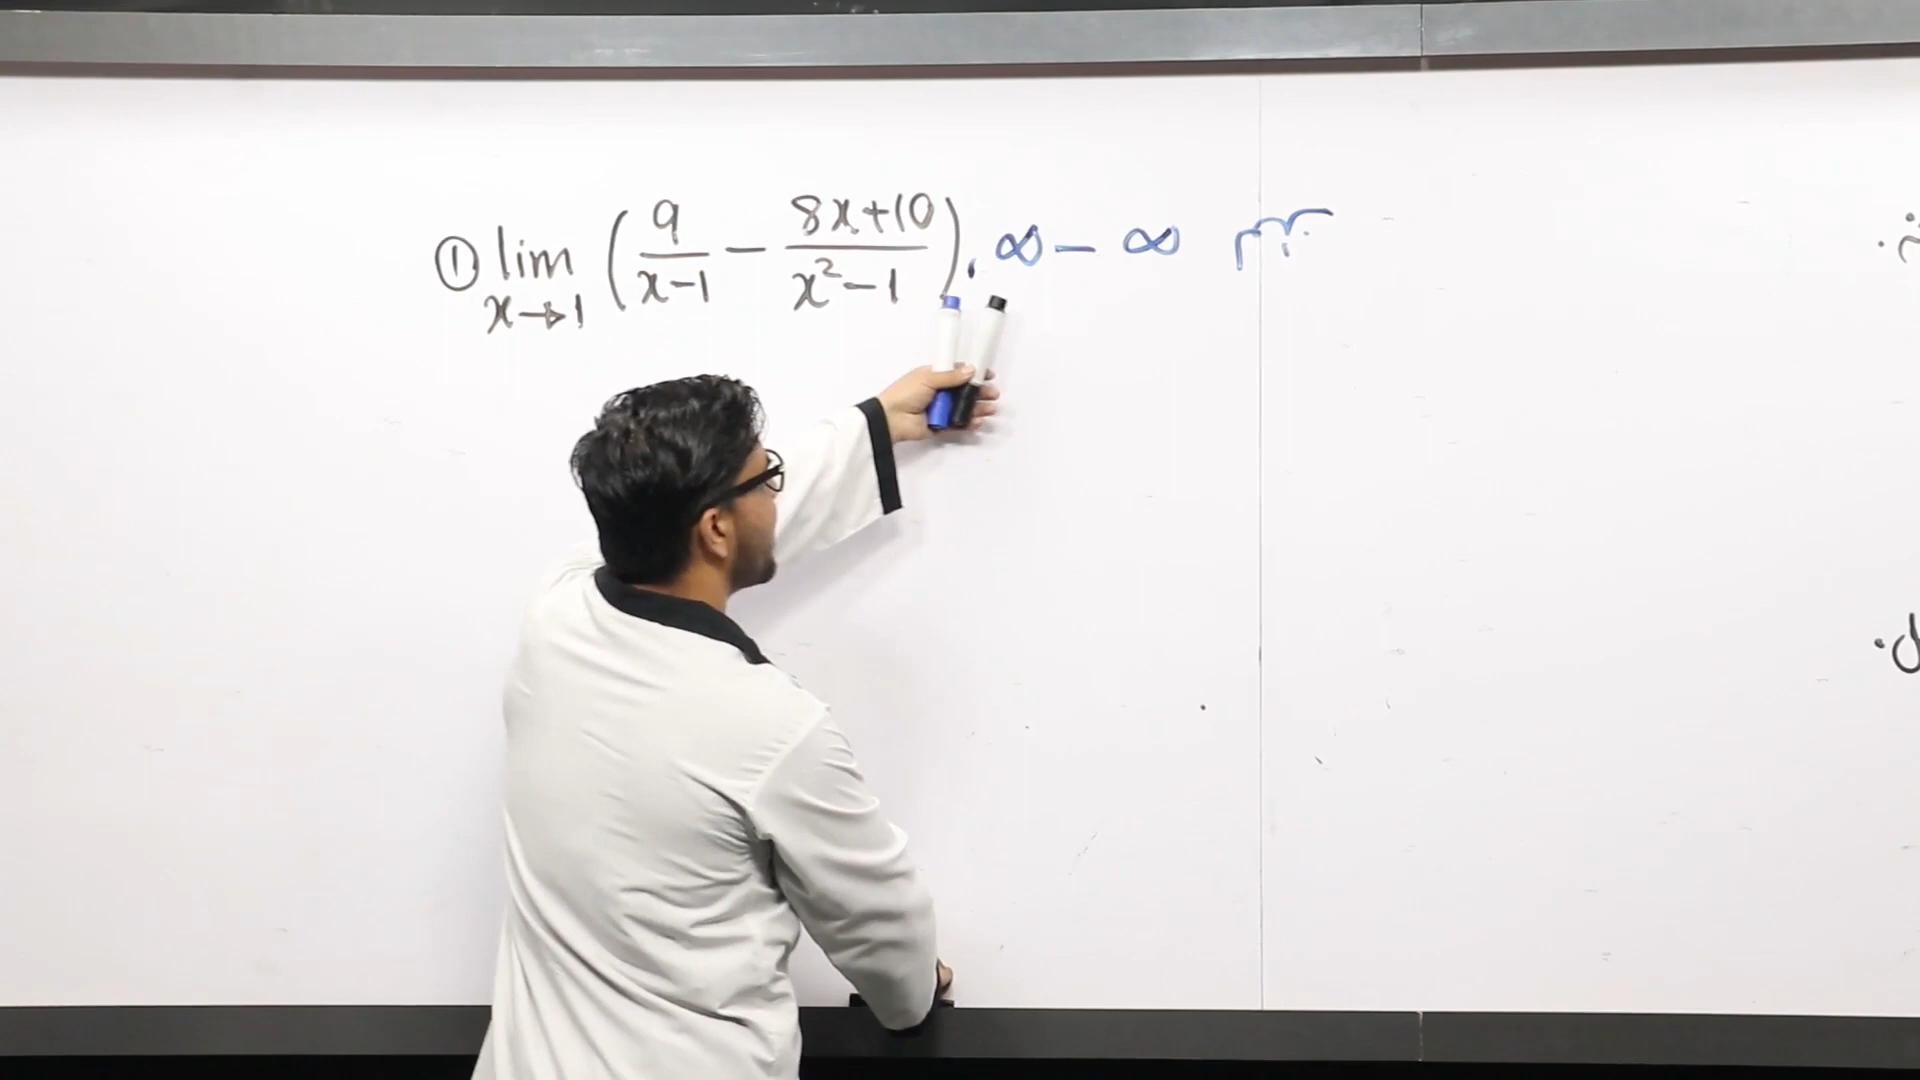 ① lim x→1 (9/(x-1) - (8x+10)/(x²-1)). ∞ - ∞